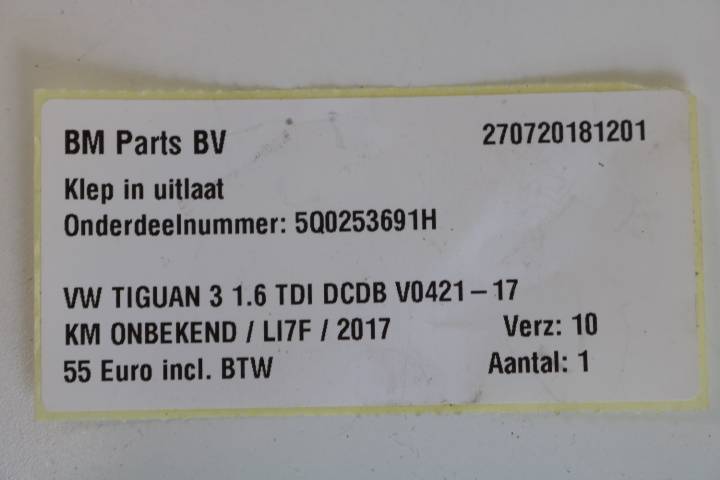 BM Parts BV 270720181201
Klep in uitlaat
Onderdeelnummer: 5Q0253691H
VW TIGUAN 3 1.6 TDI DCDB V0421-17
KM ONBEKEND / LI7F / 2017 Verz: 10
55 Euro incl. BTW Aantal: 1